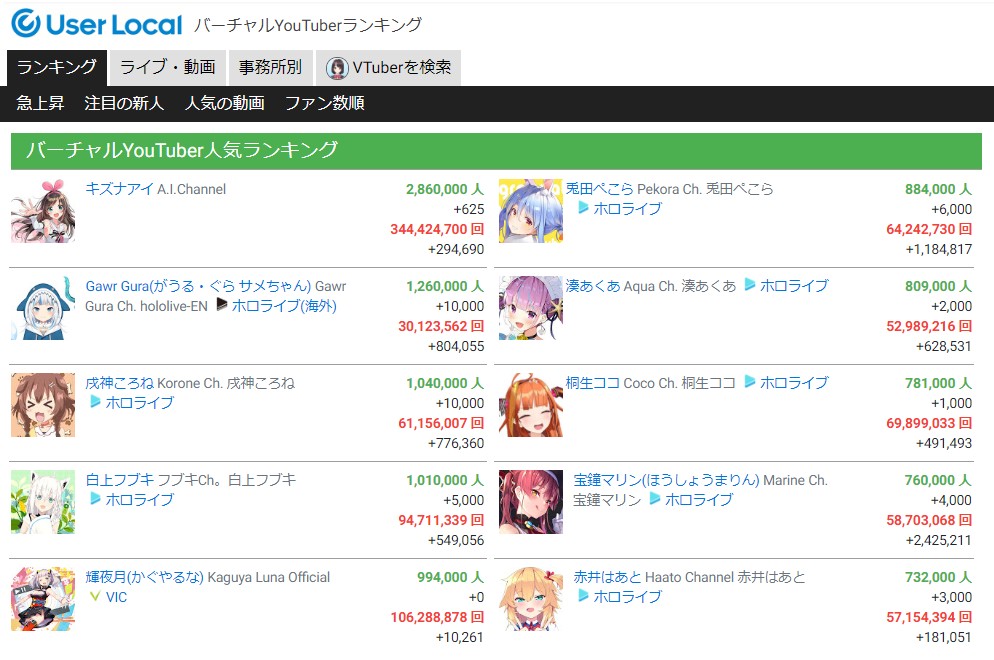 User Local バーチャルYouTuberランキング
ランキング ライブ・動画 事務所別 VTuberを検索
急上昇 注目の新人 人気の動画 ファン数順
バーチャルYouTuber人気ランキング
キズナアイ A.I.Channel
2,860,000 人
+625
344,424,700 回
+294,690
兎田ぺこら Pekora Ch. 兎田ぺこら
ホロライブ
884,000 人
+6,000
64,242,730 回
+1,184,817
Gawr Gura(がうる・ぐら サメちゃん) Gawr
Gura Ch. hololive-EN ホロライブ(海外)
1,260,000 人
+10,000
30,123,562 回
+804,055
湊あくあ Aqua Ch. 湊あくあ ホロライブ
809,000 人
+2,000
52,989,216 回
+628,531
戌神ころね Korone Ch. 戌神ころね
ホロライブ
1,040,000 人
+10,000
61,156,007 回
+776,360
桐生ココ Coco Ch. 桐生ココ ホロライブ
781,000 人
+1,000
69,899,033 回
+491,493
白上フブキ フブキCh。白上フブキ
ホロライブ
1,010,000 人
+5,000
94,711,339 回
+549,056
宝鐘マリン(ほうしょうまりん) Marine Ch.
宝鐘マリン ホロライブ
760,000 人
+4,000
58,703,068 回
+2,425,211
輝夜月(かぐやるな) Kaguya Luna Official
VIC
994,000 人
+0
106,288,878 回
+10,261
赤井はあと Haato Channel 赤井はあと
ホロライブ
732,000 人
+3,000
57,154,394 回
+181,051